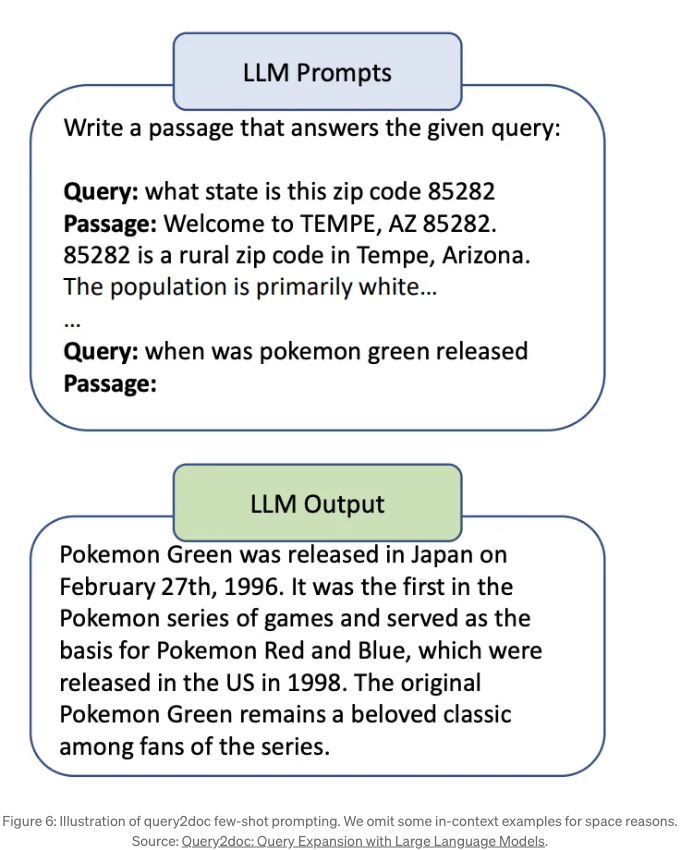 LLM Prompts
Write a passage that answers the given query:
Query: what state is this zip code 85282
Passage: Welcome to TEMPE, AZ 85282.
85282 is a rural zip code in Tempe, Arizona.
The population is primarily white...
...
Query: when was pokemon green released
Passage:
LLM Output
Pokemon Green was released in Japan on
February 27th, 1996. It was the first in the
Pokemon series of games and served as the
basis for Pokemon Red and Blue, which were
released in the US in 1998. The original
Pokemon Green remains a beloved classic
among fans of the series.
Figure 6: Illustration of query2doc few-shot prompting. We omit some in-context examples for space reasons.
Source: Query2doc: Query Expansion with Large Language Models.